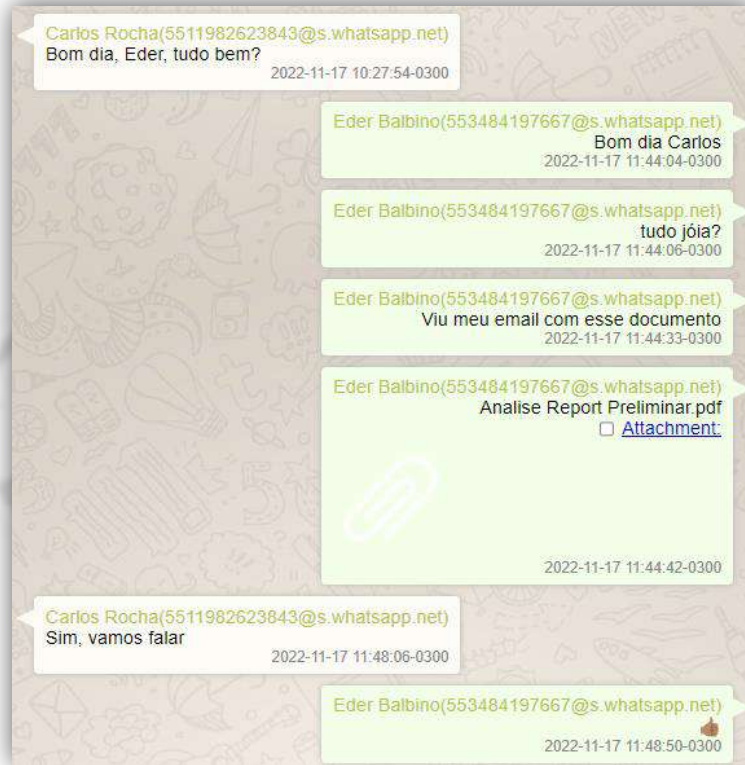 Carlos Rocha(5511982623843@s.whatsapp.net)
Bom dia, Eder, tudo bem?
2022-11-17 10:27:54-0300
Eder Balbino(553484197667@s.whatsapp.net)
Bom dia Carlos
2022-11-17 11:44:04-0300
Eder Balbino(553484197667@s.whatsapp.net)
tudo jóia?
2022-11-17 11:44:06-0300
Eder Balbino(553484197667@s.whatsapp.net)
Viu meu email com esse documento
2022-11-17 11:44:33-0300
Eder Balbino(553484197667@s.whatsapp.net)
Analise Report Preliminar.pdf
Attachment:
2022-11-17 11:44:42-0300
Carlos Rocha(5511982623843@s.whatsapp.net)
Sim, vamos falar
2022-11-17 11:48:06-0300
Eder Balbino(553484197667@s.whatsapp.net)
👍🏽
2022-11-17 11:48:50-0300